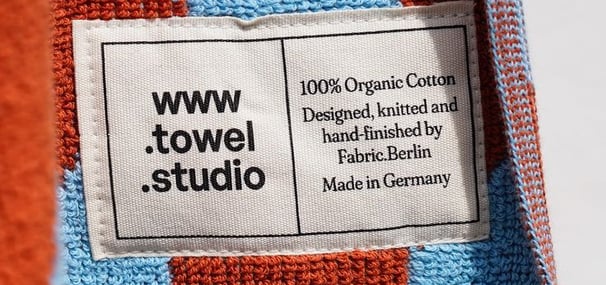 www
.towel
.studio
100% Organic Cotton
Designed, knitted and
hand-finished by
Fabric.Berlin
Made in Germany